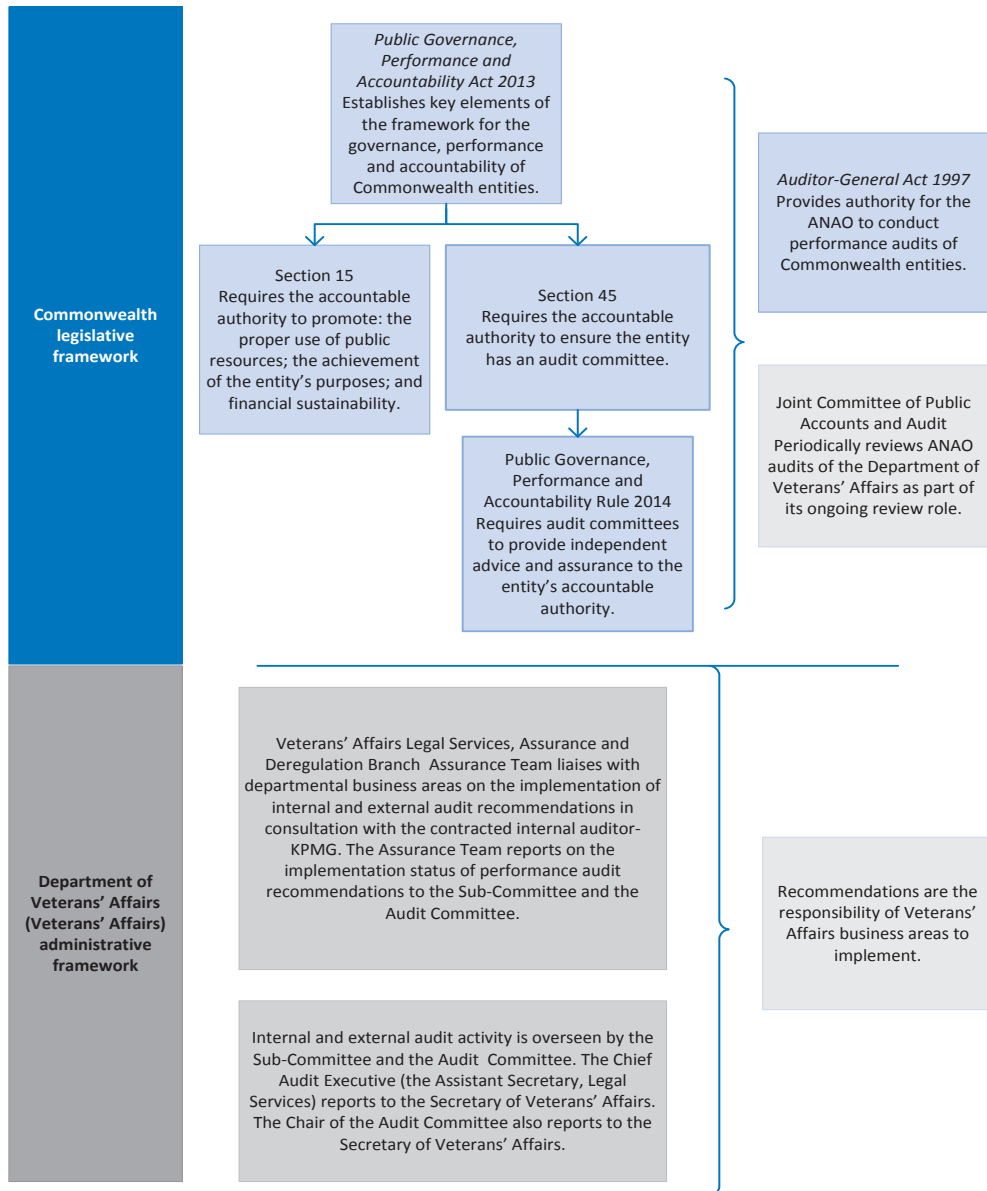 Commonwealth
legislative
framework
Public Governance,
Performance and
Accountability Act 2013
Establishes key elements of
the framework for the
governance, performance
and accountability of
Commonwealth entities.
Section 15
Requires the accountable
authority to promote: the
proper use of public
resources; the achievement
of the entity’s purposes; and
financial sustainability.
Section 45
Requires the accountable
authority to ensure the entity
has an audit committee.
Public Governance,
Performance and
Accountability Rule 2014
Requires audit committees
to provide independent
advice and assurance to the
entity’s accountable
authority.
Auditor-General Act 1997
Provides authority for the
ANAO to conduct
performance audits of
Commonwealth entities.
Joint Committee of Public
Accounts and Audit
Periodically reviews ANAO
audits of the Department of
Veterans’ Affairs as part of
its ongoing review role.
Department of
Veterans’ Affairs
(Veterans’ Affairs)
administrative
framework
Veterans’ Affairs Legal Services, Assurance and
Deregulation Branch Assurance Team liaises with
departmental business areas on the implementation of
internal and external audit recommendations in
consultation with the contracted internal auditor-
KPMG. The Assurance Team reports on the
implementation status of performance audit
recommendations to the Sub-Committee and the
Audit Committee.
Internal and external audit activity is overseen by the
Sub-Committee and the Audit Committee. The Chief
Audit Executive (the Assistant Secretary, Legal
Services) reports to the Secretary of Veterans’ Affairs.
The Chair of the Audit Committee also reports to the
Secretary of Veterans’ Affairs.
Recommendations are the
responsibility of Veterans’
Affairs business areas to
implement.